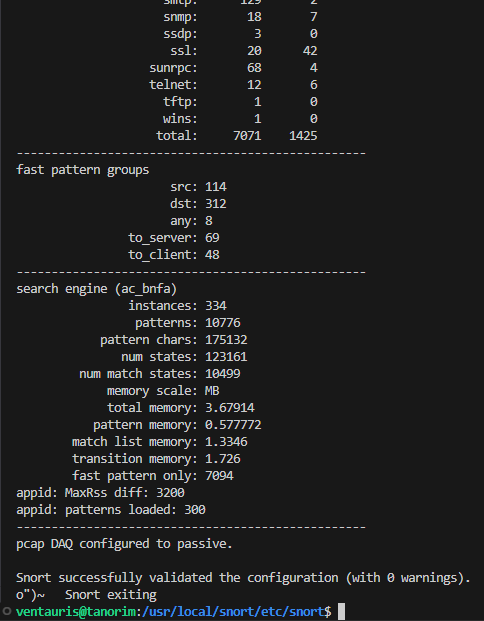 smtp: 129 2
snmp: 18 7
ssdp: 3 0
ssl: 20 42
sunrpc: 68 4
telnet: 12 6
tftp: 1 0
wins: 1 0
total: 7071 1425
--------------------------------------------------
fast pattern groups
src: 114
dst: 312
any: 8
to_server: 69
to_client: 48
--------------------------------------------------
search engine (ac_bnfa)
instances: 334
patterns: 10776
pattern chars: 175132
num states: 123161
num match states: 10499
memory scale: MB
total memory: 3.67914
pattern memory: 0.577772
match list memory: 1.3346
transition memory: 1.726
fast pattern only: 7094
appid: MaxRss diff: 3200
appid: patterns loaded: 300
--------------------------------------------------
pcap DAQ configured to passive.
Snort successfully validated the configuration (with 0 warnings).
o")~ Snort exiting
ventauris@tanorim:/usr/local/snort/etc/snort$